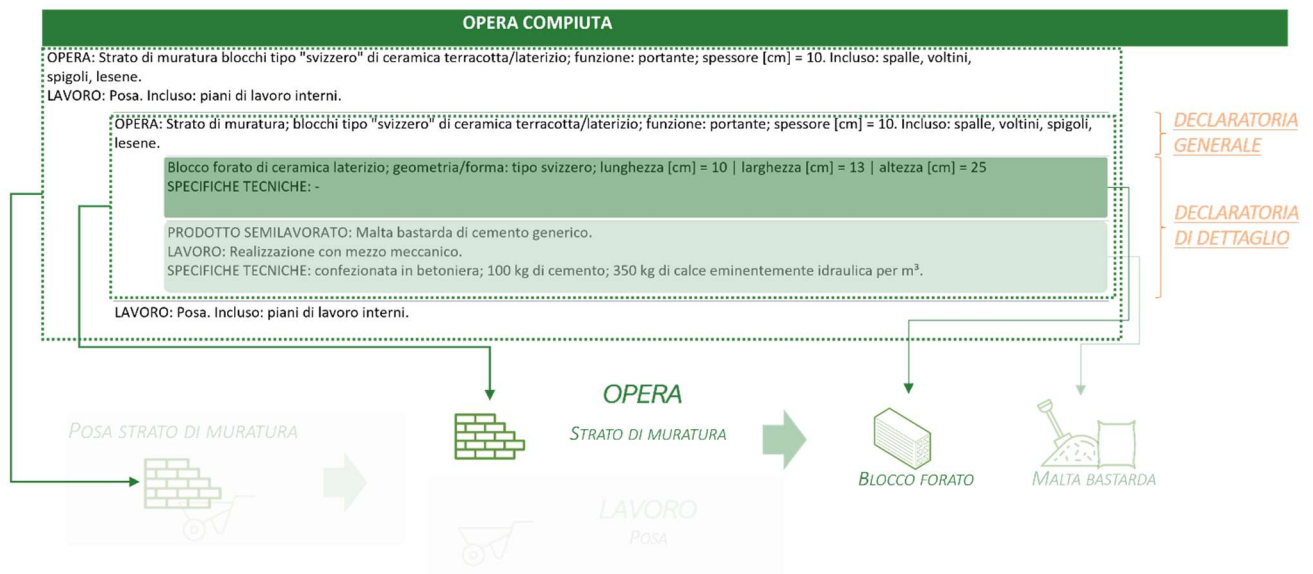 OPERA COMPIUTA
OPERA: Strato di muratura blocchi tipo "svizzero" di ceramica terracotta/laterizio; funzione: portante; spessore [cm] = 10. Incluso: spalle, voltini,
spigoli, lesene.
LAVORO: Posa. Incluso: piani di lavoro interni.
OPERA: Strato di muratura; blocchi tipo "svizzero" di ceramica terracotta/laterizio; funzione: portante; spessore [cm] = 10. Incluso: spalle, voltini, spigoli,
lesene.
DECLARATORIA
GENERALE
Blocco forato di ceramica laterizio; geometria/forma: tipo svizzero; lunghezza [cm] = 10 | larghezza [cm] = 13 | altezza [cm] = 25
SPECIFICHE TECNICHE: -
DECLARATORIA
DI DETTAGLIO
PRODOTTO SEMILAVORATO: Malta bastarda di cemento generico.
LAVORO: Realizzazione con mezzo meccanico.
SPECIFICHE TECNICHE: confezionata in betoniera; 100 kg di cemento; 350 kg di calce eminentemente idraulica per m³.
LAVORO: Posa. Incluso: piani di lavoro interni.
POSA STRATO DI MURATURA
OPERA
STRATO DI MURATURA
BLOCCO FORATO
MALTA BASTARDA
LAVORO
POSA